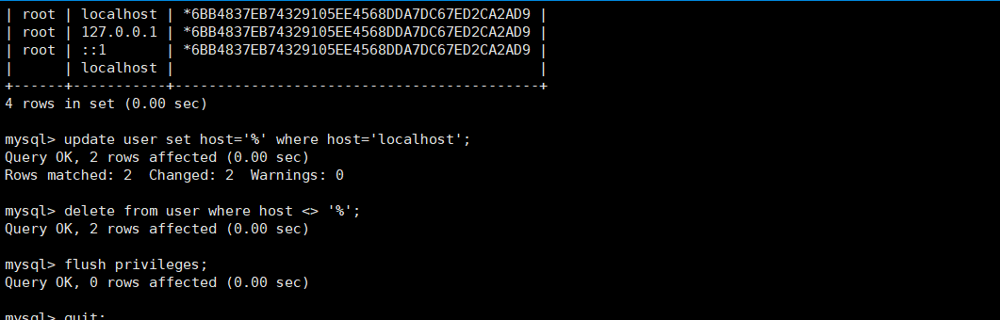 | root | localhost | *6BB4837EB74329105EE4568DDA7DC67ED2CA2AD9 |
| root | 127.0.0.1 | *6BB4837EB74329105EE4568DDA7DC67ED2CA2AD9 |
| root | ::1       | *6BB4837EB74329105EE4568DDA7DC67ED2CA2AD9 |
|      | localhost |                                           |
+------+-----------+-------------------------------------------+
4 rows in set (0.00 sec)
mysql> update user set host='%' where host='localhost';
Query OK, 2 rows affected (0.00 sec)
Rows matched: 2  Changed: 2  Warnings: 0
mysql> delete from user where host <> '%';
Query OK, 2 rows affected (0.00 sec)
mysql> flush privileges;
Query OK, 0 rows affected (0.00 sec)
mysql> quit;